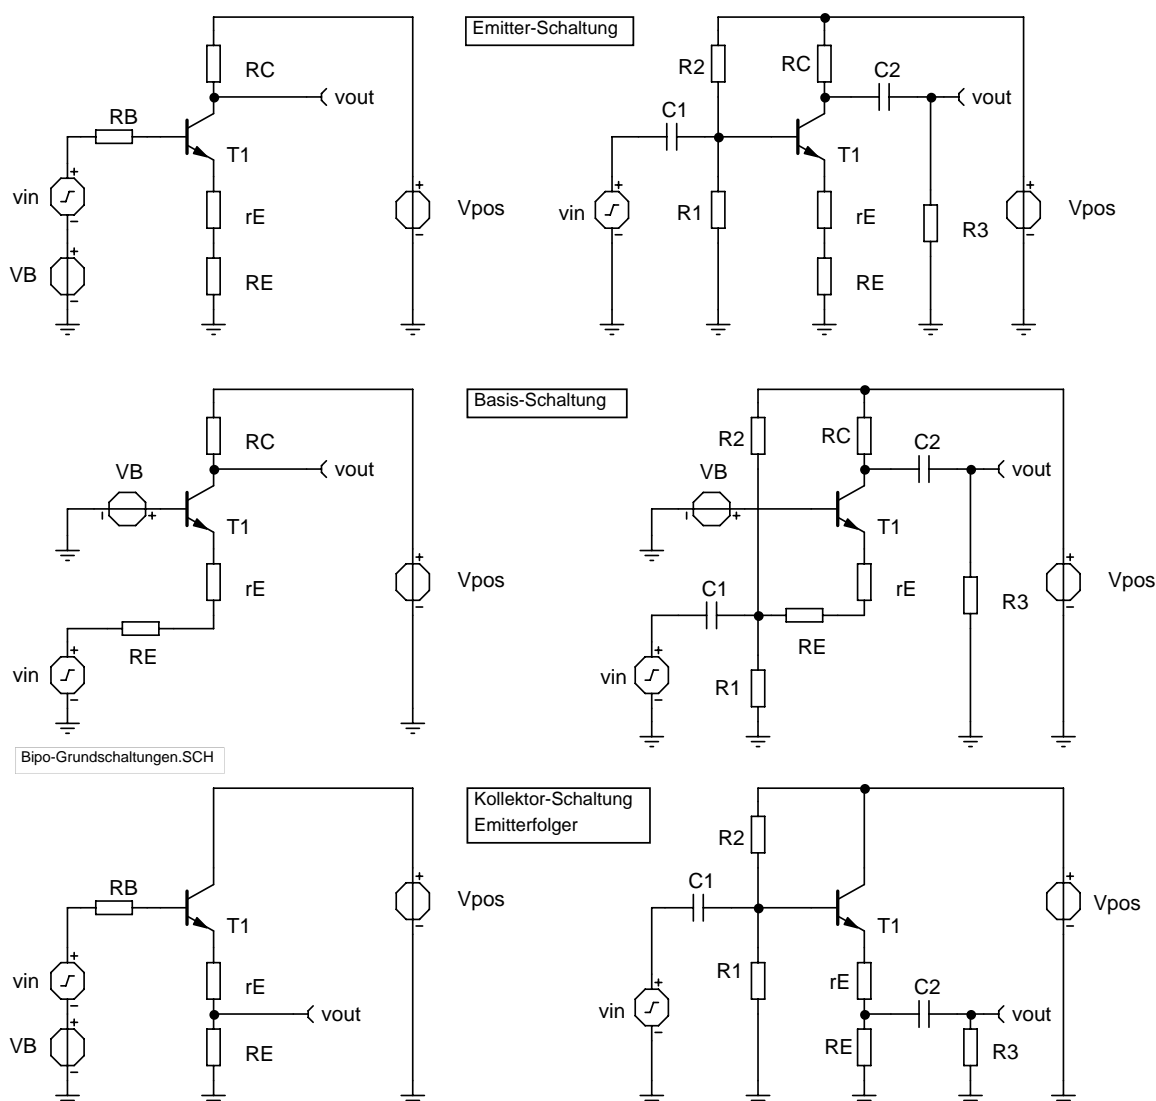 Emitter-Schaltung
RC
vout
RB
T1
vin
rE
Vpos
VB
RE
R2
RC
C2
vout
C1
T1
vin
R1
rE
R3
Vpos
RE
Basis-Schaltung
RC
vout
VB
T1
rE
Vpos
RE
vin
R2
RC
C2
vout
VB
T1
C1
rE
R3
Vpos
RE
vin
R1
Bipo-Grundschaltungen.SCH
Kollektor-Schaltung
Emitterfolger
RB
T1
Vpos
vin
rE
vout
VB
RE
R2
C1
T1
Vpos
R1
rE
C2
vin
vout
RE
R3